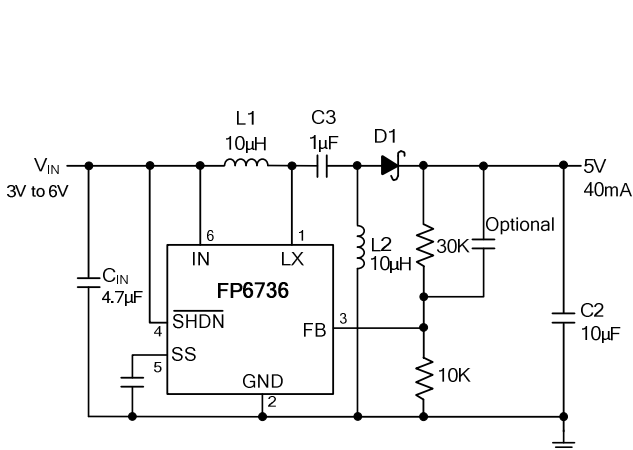 L1
10µH
C3
1µF
D1
VIN
3V to 6V
5V
40mA
6
1
IN
LX
FP6736
L2
10µH
30K
Optional
CIN
4.7µF
SHDN
4
FB
3
C2
10µF
SS
5
10K
GND
2